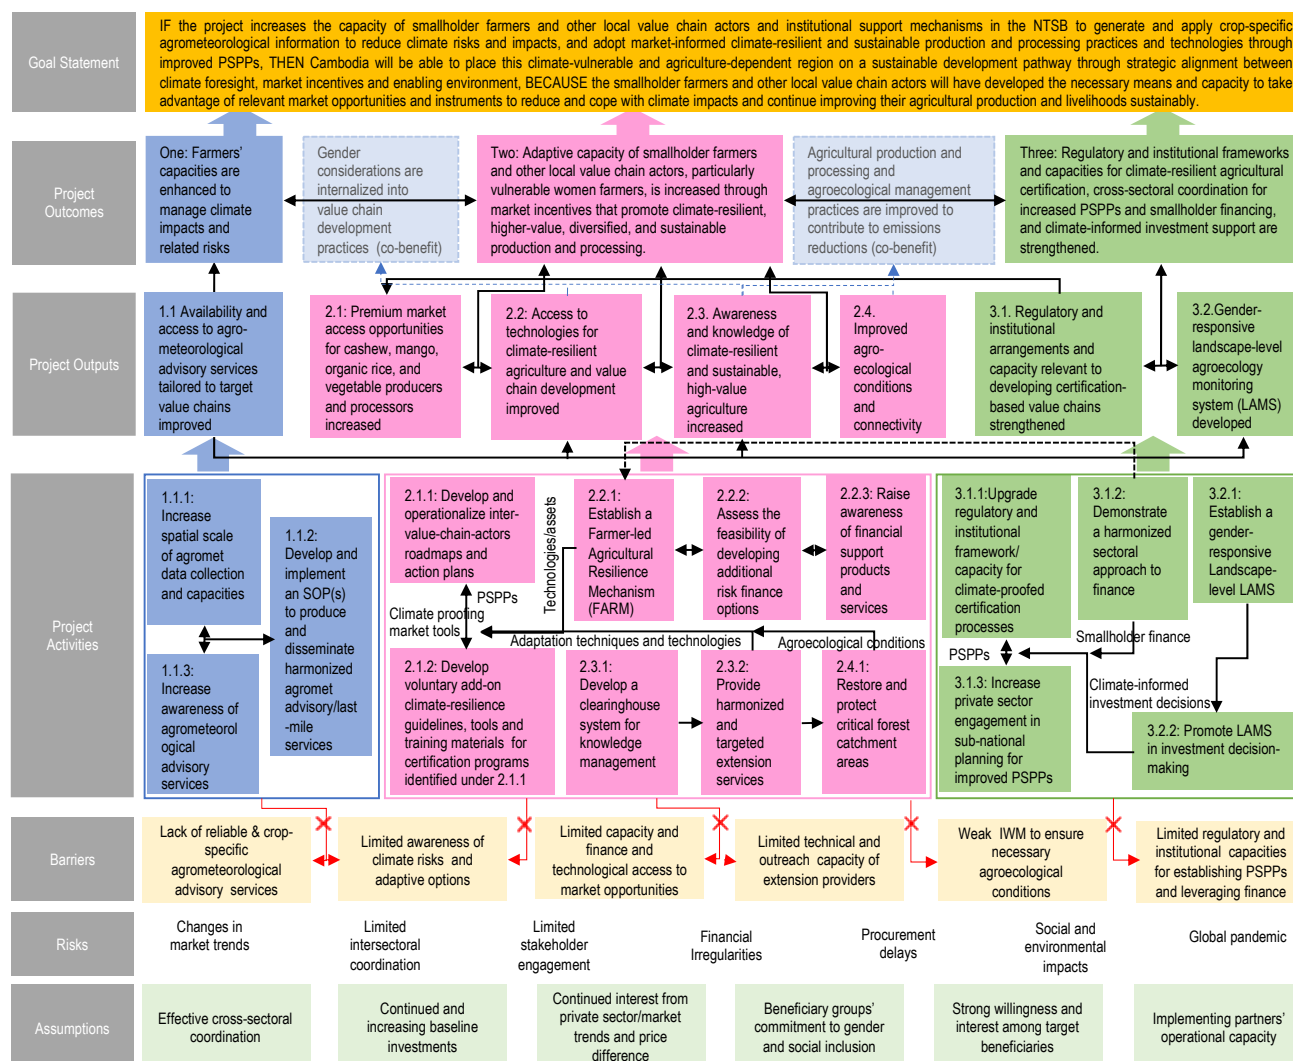 Goal Statement
IF the project increases the capacity of smallholder farmers and other local value chain actors and institutional support mechanisms in the NTSB to generate and apply crop-specific
agrometeorological information to reduce climate risks and impacts, and adopt market-informed climate-resilient and sustainable production and processing practices and technologies through
improved PSPPs, THEN Cambodia will be able to place this climate-vulnerable and agriculture-dependent region on a sustainable development pathway through strategic alignment between
climate foresight, market incentives and enabling environment, BECAUSE the smallholder farmers and other local value chain actors will have developed the necessary means and capacity to take
advantage of relevant market opportunities and instruments to reduce and cope with climate impacts and continue improving their agricultural production and livelihoods sustainably.
Project
Outcomes
One: Farmers'
capacities are
enhanced to
manage climate
impacts and
related risks
Gender
considerations are
internalized into
value chain
development
practices (co-benefit)
Two: Adaptive capacity of smallholder farmers
and other local value chain actors, particularly
vulnerable women farmers, is increased through
market incentives that promote climate-resilient,
higher-value, diversified, and sustainable
production and processing.
Agricultural production and
processing and
agroecological management
practices are improved to
contribute to emissions
reductions (co-benefit)
Three: Regulatory and institutional frameworks
and capacities for climate-resilient agricultural
certification, cross-sectoral coordination for
increased PSPPs and smallholder financing,
and climate-informed investment support are
strengthened.
Project Outputs
1.1 Availability and
access to agro-
meteorological
advisory services
tailored to target
value chains
improved
2.1: Premium market
access opportunities
for cashew, mango,
organic rice, and
vegetable producers
and processors
increased
2.2: Access to
technologies for
climate-resilient
agriculture and value
chain development
improved
2.3. Awareness
and knowledge of
climate-resilient
and sustainable,
high-value
agriculture
increased
2.4.
Improved
agro-
ecological
conditions
and
connectivity
3.1. Regulatory and
institutional
arrangements and
capacity relevant to
developing certification-
based value chains
strengthened
3.2.Gender-
responsive
landscape-level
agroecology
monitoring
system (LAMS)
developed
Project
Activities
1.1.1:
Increase
spatial scale
of agromet
data collection
and capacities
1.1.2:
Develop and
implement
an SOP(s)
to produce
and
disseminate
harmonized
agromet
advisory/last
-mile
services
1.1.3:
Increase
awareness of
agrometeorol
ogical
advisory
services
2.1.1: Develop and
operationalize inter-
value-chain-actors
roadmaps and
action plans
PSPPs
Climate proofing
market tools
Technologies/assets
2.2.1:
Establish a
Farmer-led
Agricultural
Resilience
Mechanism
(FARM)
2.2.2:
Assess the
feasibility of
developing
additional
risk finance
options
2.2.3: Raise
awareness
of financial
support
products
and
services
Adaptation techniques and technologies
Agroecological conditions
2.1.2: Develop
voluntary add-on
climate-resilience
guidelines, tools and
training materials for
certification programs
identified under 2.1.1
2.3.1:
Develop a
clearinghouse
system for
knowledge
management
2.3.2:
Provide
harmonized
and
targeted
extension
services
2.4.1:
Restore and
protect
critical forest
catchment
areas
3.1.1:Upgrade
regulatory and
institutional
framework/
capacity for
climate-proofed
certification
processes
3.1.2:
Demonstrate
a harmonized
sectoral
approach to
finance
3.2.1:
Establish a
gender-
responsive
Landscape-
level LAMS
Smallholder finance
PSPPs
Climate-informed
investment decisions
3.1.3: Increase
private sector
engagement in
sub-national
planning for
improved PSPPs
3.2.2: Promote LAMS
in investment decision-
making
Barriers
Lack of reliable & crop-
specific
agrometeorological
advisory services
Limited awareness of
climate risks and
adaptive options
Limited capacity and
finance and
technological access to
market opportunities
Limited technical and
outreach capacity of
extension providers
Weak IWM to ensure
necessary
agroecological
conditions
Limited regulatory and
institutional capacities
for establishing PSPPs
and leveraging finance
Risks
Changes in
market trends
Limited
intersectoral
coordination
Limited
stakeholder
engagement
Financial
Irregularities
Procurement
delays
Social and
environmental
impacts
Global pandemic
Assumptions
Effective cross-sectoral
coordination
Continued and
increasing baseline
investments
Continued interest from
private sector/market
trends and price
difference
Beneficiary groups'
commitment to gender
and social inclusion
Strong willingness and
interest among target
beneficiaries
Implementing partners'
operational capacity